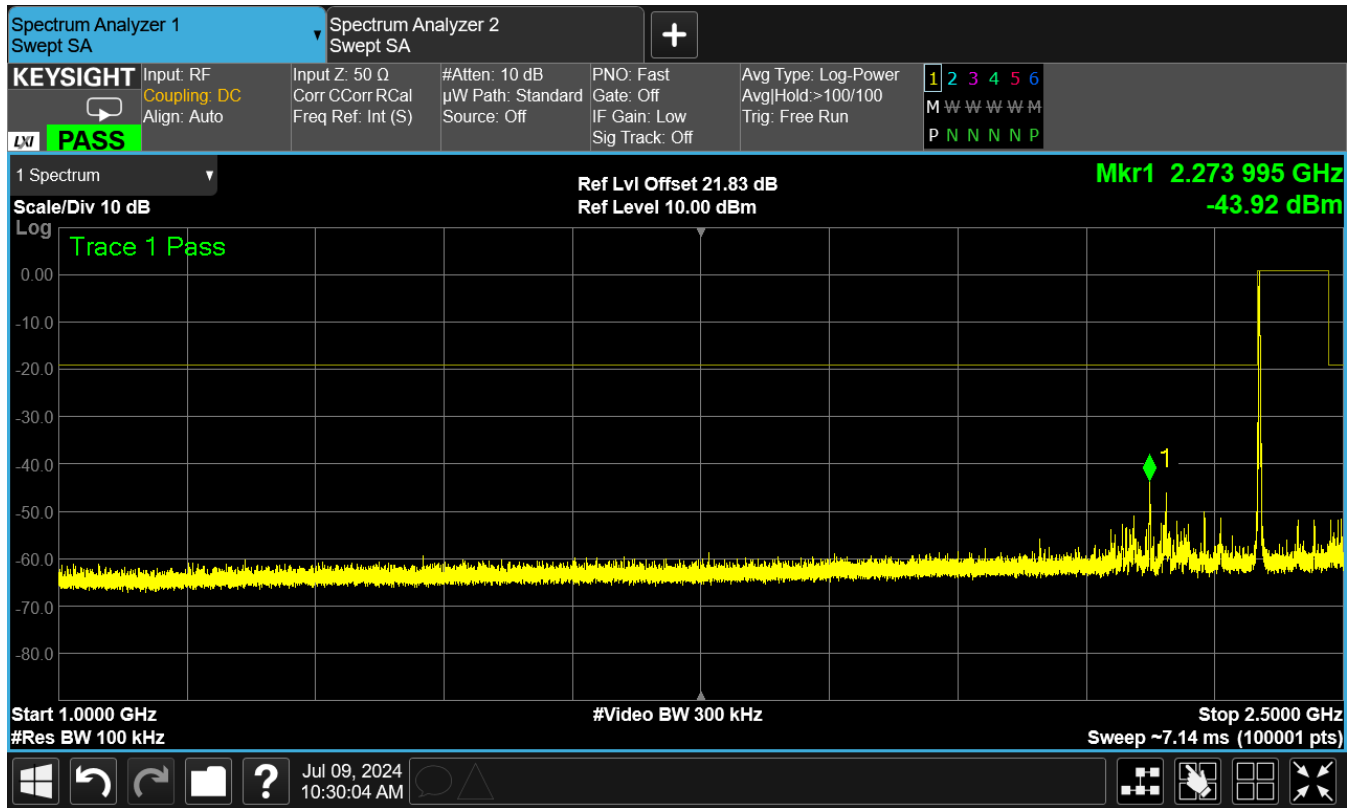 Spectrum Analyzer 1
Swept SA
Spectrum Analyzer 2
Swept SA
KEYSIGHT
LXI
PASS
Input: RF
Coupling: DC
Align: Auto
Input Z: 50 Ω
Corr CCorr RCal
Freq Ref: Int (S)
#Atten: 10 dB
µW Path: Standard
Source: Off
PNO: Fast
Gate: Off
IF Gain: Low
Sig Track: Off
Avg Type: Log-Power
Avg|Hold:>100/100
Trig: Free Run
1 2 3 4 5 6
M W W W W M
P N N N N P
1 Spectrum
Scale/Div 10 dB
Ref Lvl Offset 21.83 dB
Ref Level 10.00 dBm
Mkr1 2.273 995 GHz
-43.92 dBm
Log
Trace 1 Pass
0.00
-10.0
-20.0
-30.0
-40.0
-50.0
-60.0
-70.0
-80.0
1
Start 1.0000 GHz
#Res BW 100 kHz
#Video BW 300 kHz
Stop 2.5000 GHz
Sweep ~7.14 ms (100001 pts)
?
Jul 09, 2024
10:30:04 AM